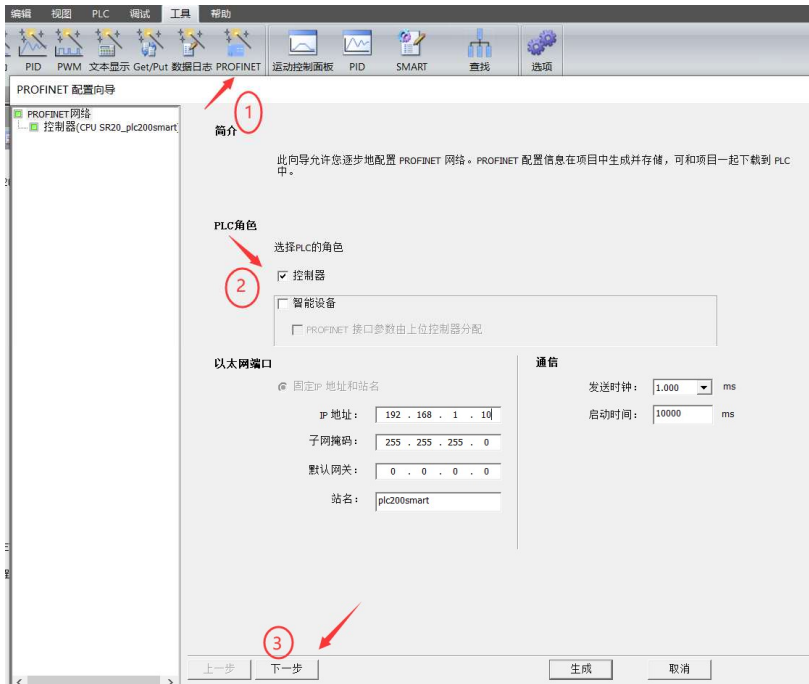 编辑 视图 PLC 调试 工具 帮助
PID PWM 文本显示 Get/Put 数据日志 PROFINET 运动控制面板 PID SMART 查找 选项
PROFINET 配置向导
PROFINET网络
控制器(CPU SR20_plc200smart)
1
简介
此向导允许您逐步地配置 PROFINET 网络。PROFINET 配置信息在项目中生成并存储，可和项目一起下载到 PLC
中。
PLC角色
选择PLC的角色
2
控制器
智能设备
PROFINET 接口参数由上位控制器分配
以太网端口
固定IP 地址和站名
IP 地址： 192 . 168 . 1 . 10
子网掩码： 255 . 255 . 255 . 0
默认网关： 0 . 0 . 0 . 0
站名： plc200smart
通信
发送时钟： 1.000 ms
启动时间： 10000 ms
3
上一步 下一步 生成 取消